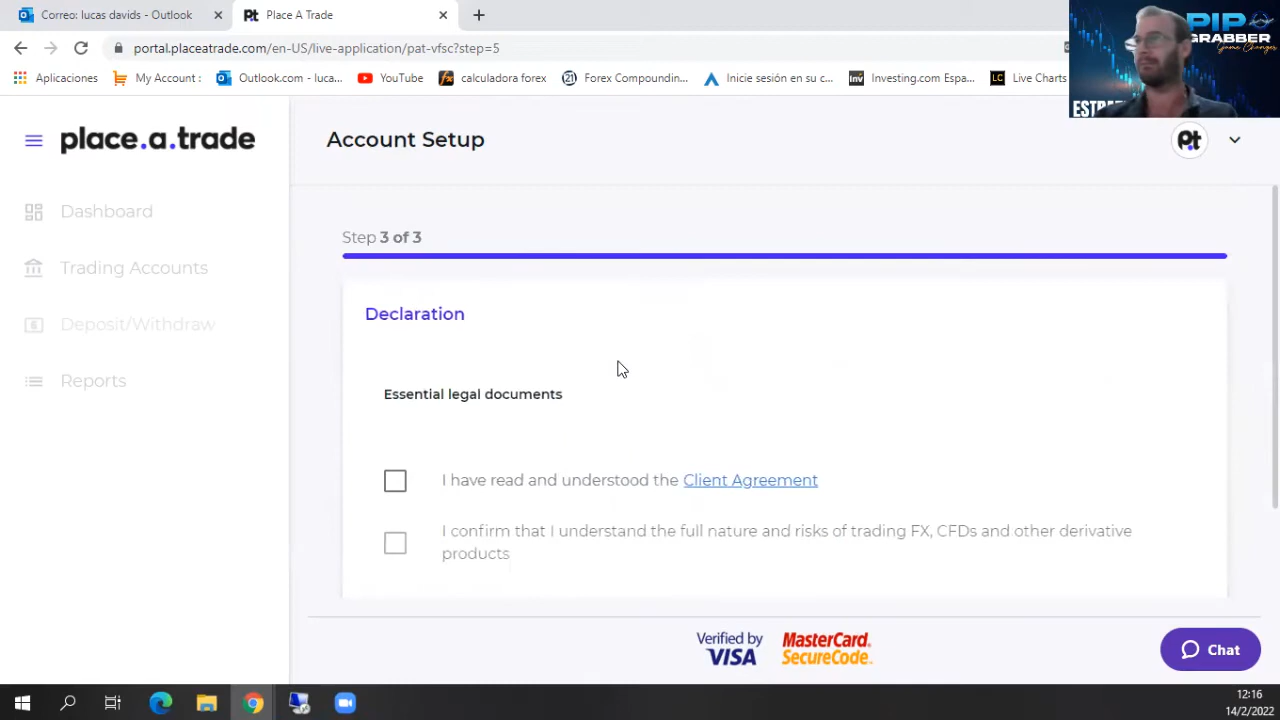 Correo: lucas davids - Outlook
Place A Trade
portal.placeatrade.com/en-US/live-application/pat-vfsc?step=5
Aplicaciones
My Account :
Outlook.com - luca...
YouTube
calculadora forex
Forex Compoundin...
Inicie sesión en su c...
Investing.com Espa...
Live Charts
PIP
GRABBER
Game Changer
ESTRA
place.a.trade
Account Setup
Dashboard
Trading Accounts
Deposit/Withdraw
Reports
Step 3 of 3
Declaration
Essential legal documents
I have read and understood the Client Agreement
I confirm that I understand the full nature and risks of trading FX, CFDs and other derivative
products
Verified by
VISA
MasterCard.
SecureCode.
Chat
12:16
14/2/2022